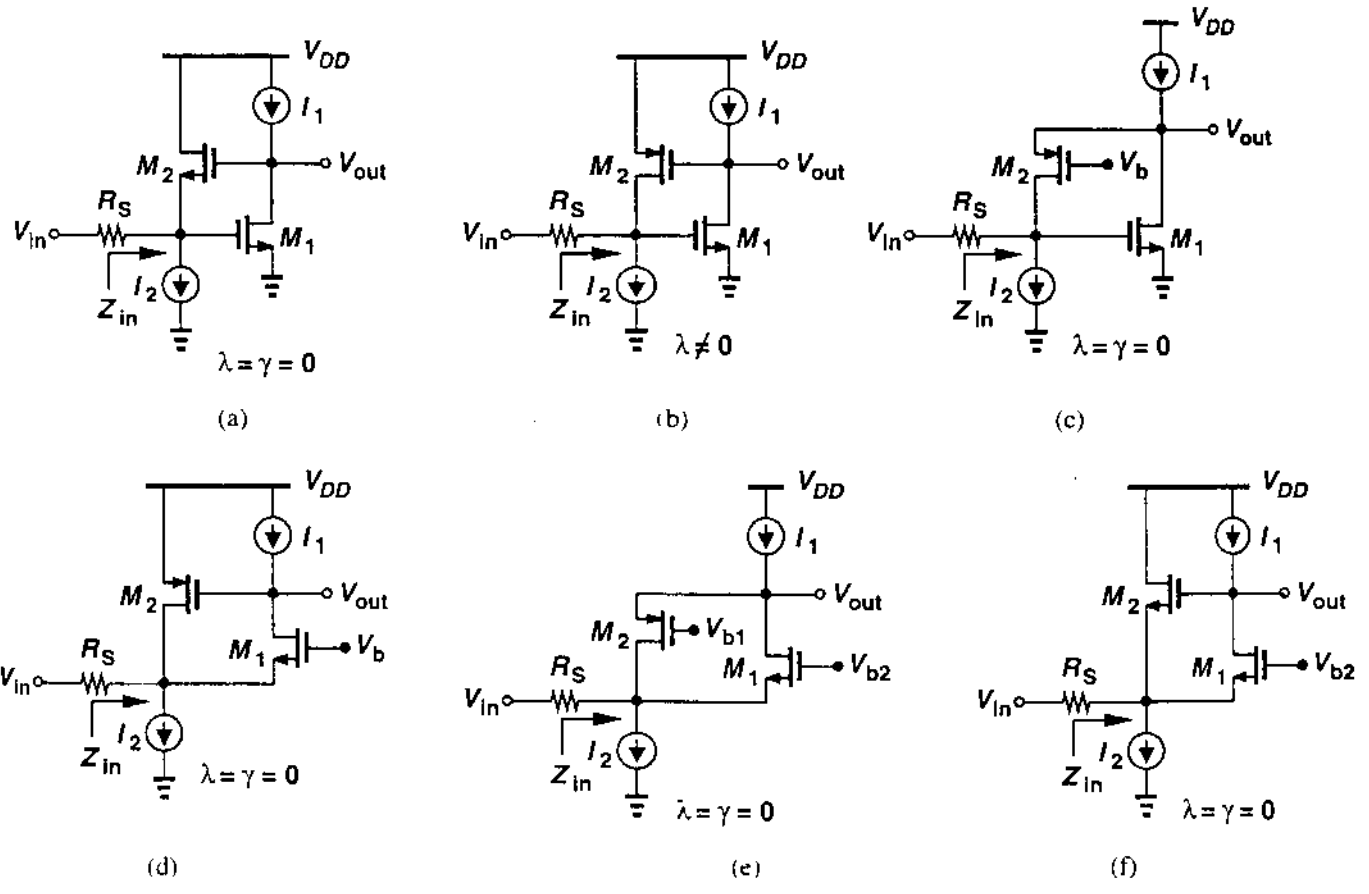 V_DD
I_1
M_2
V_out
R_S
V_in
M_1
Z_in
I_2
λ = γ = 0
(a)
V_DD
I_1
M_2
V_out
R_S
V_in
M_1
Z_in
I_2
λ ≠ 0
(b)
V_DD
I_1
V_out
M_2
V_b
R_S
V_in
M_1
Z_in
I_2
λ = γ = 0
(c)
V_DD
I_1
M_2
V_out
M_1
V_b
R_S
V_in
I_2
Z_in
λ = γ = 0
(d)
V_DD
I_1
V_out
M_2
V_b1
M_1
V_b2
R_S
V_in
I_2
Z_in
λ = γ = 0
(e)
V_DD
I_1
M_2
V_out
M_1
V_b2
R_S
V_in
I_2
Z_in
λ = γ = 0
(f)